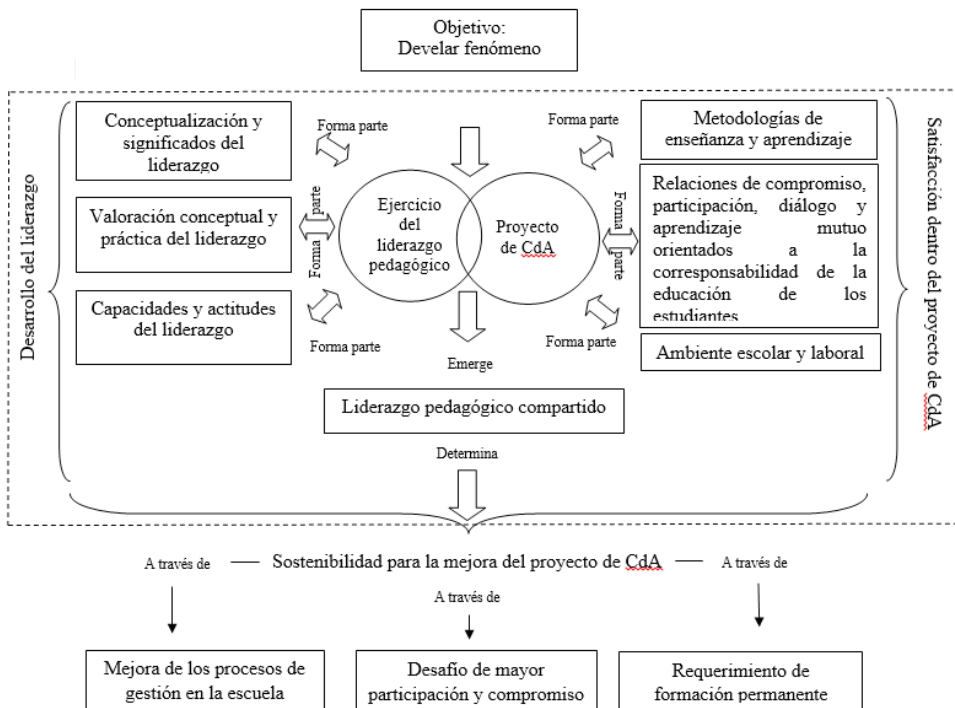 Objetivo:
Develar fenómeno
Desarrollo del liderazgo
Conceptualización y
significados del
liderazgo
Valoración conceptual y
práctica del liderazgo
Capacidades y actitudes
del liderazgo
Forma parte
Forma parte
Forma parte
Ejercicio
del
liderazgo
pedagógico
Proyecto
de CdA
Forma parte
Forma parte
Forma parte
Metodologías de
enseñanza y aprendizaje
Relaciones de compromiso,
participación, diálogo y
aprendizaje mutuo
orientados a la
corresponsabilidad de la
educación de los
estudiantes
Ambiente escolar y laboral
Satisfacción dentro del proyecto de CdA
Emerge
Liderazgo pedagógico compartido
Determina
A través de
Sostenibilidad para la mejora del proyecto de CdA
A través de
A través de
Mejora de los procesos de
gestión en la escuela
Desafío de mayor
participación y compromiso
Requerimiento de
formación permanente